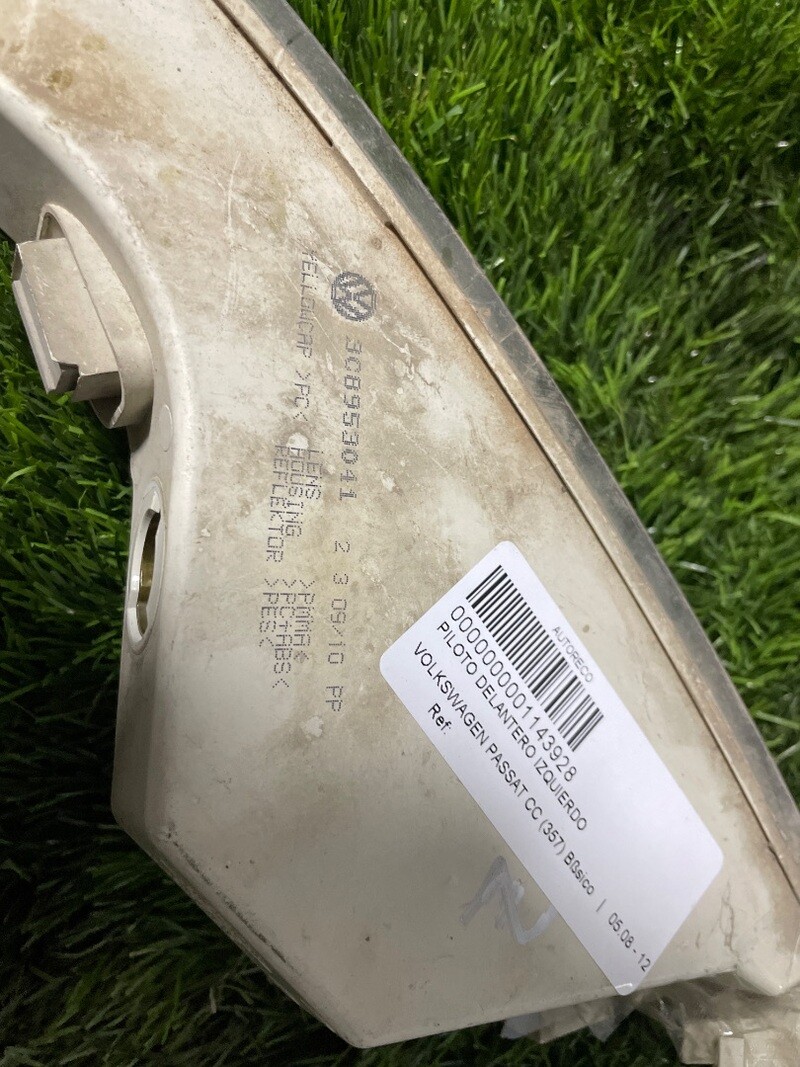 3C8953041 2 3 09/10 PP
YELLOWCAP >PC< LENS >PMMA<
HOUSING >PC+ABS<
REFLEKTOR >PES<
AUTORECO
0000000001143928
PILOTO DELANTERO IZQUIERDO
VOLKSWAGEN PASSAT CC (357) Bßsico | 05.08 - 12
Ref: